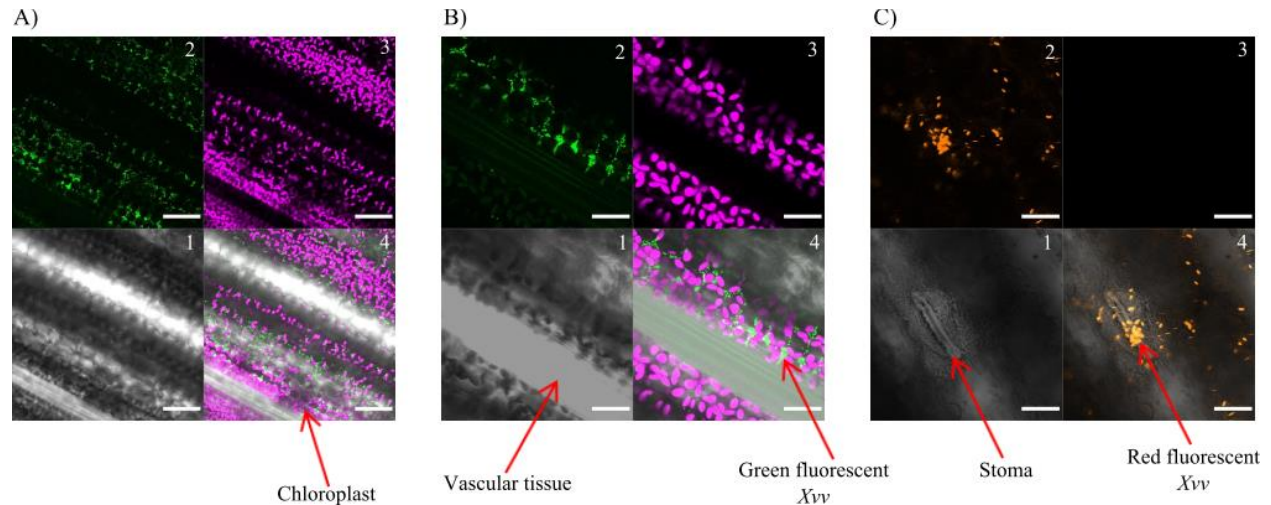 A)
B)
C)
2
3
2
3
2
3
1
4
1
4
1
4
Chloroplast
Vascular tissue
Green fluorescent
Xvv
Stoma
Red fluorescent
Xvv